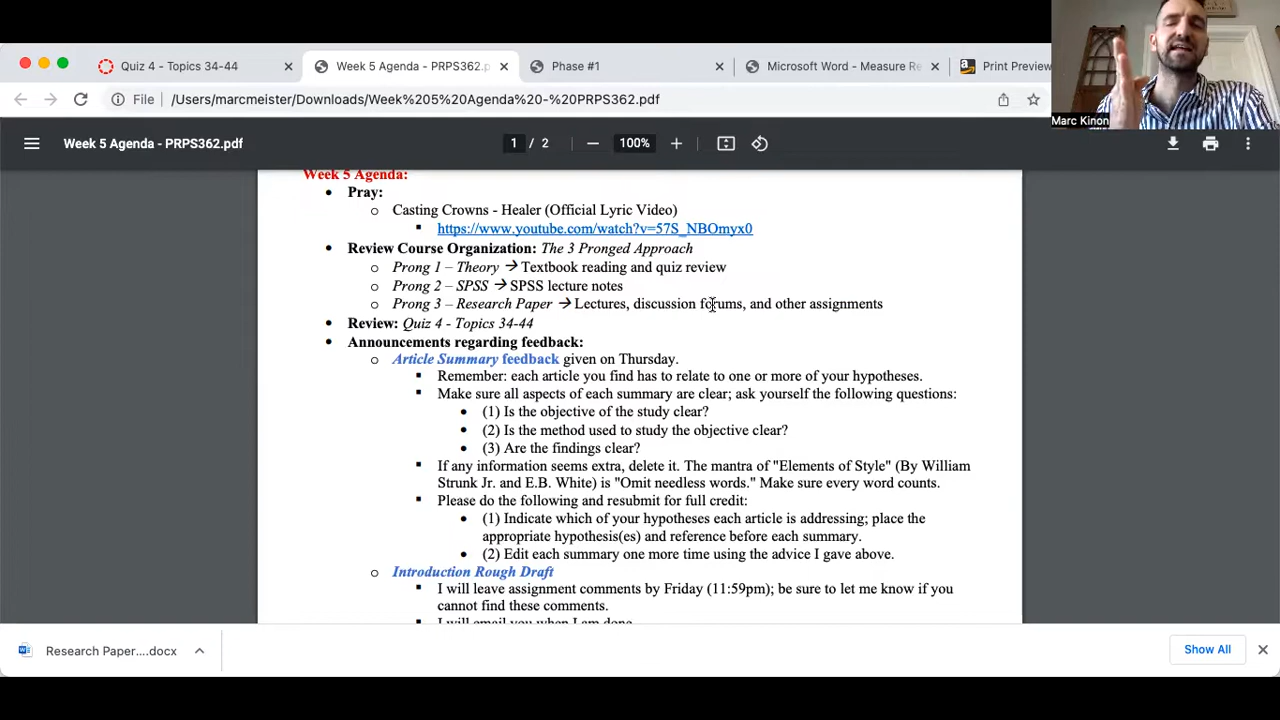 Quiz 4 - Topics 34-44
Week 5 Agenda - PRPS362.p
Phase #1
Microsoft Word - Measure Re
Print Preview
File
/Users/marcmeister/Downloads/Week%205%20Agenda%20-%20PRPS362.pdf
Marc Kinon
Week 5 Agenda - PRPS362.pdf
1 / 2
100%
Week 5 Agenda:
• Pray:
o Casting Crowns - Healer (Official Lyric Video)
▪ https://www.youtube.com/watch?v=57S_NBOmyx0
• Review Course Organization: The 3 Pronged Approach
o Prong 1 – Theory → Textbook reading and quiz review
o Prong 2 – SPSS → SPSS lecture notes
o Prong 3 – Research Paper → Lectures, discussion forums, and other assignments
• Review: Quiz 4 - Topics 34-44
• Announcements regarding feedback:
o Article Summary feedback given on Thursday.
▪ Remember: each article you find has to relate to one or more of your hypotheses.
▪ Make sure all aspects of each summary are clear; ask yourself the following questions:
• (1) Is the objective of the study clear?
• (2) Is the method used to study the objective clear?
• (3) Are the findings clear?
▪ If any information seems extra, delete it. The mantra of "Elements of Style" (By William
Strunk Jr. and E.B. White) is "Omit needless words." Make sure every word counts.
▪ Please do the following and resubmit for full credit:
• (1) Indicate which of your hypotheses each article is addressing; place the
appropriate hypothesis(es) and reference before each summary.
• (2) Edit each summary one more time using the advice I gave above.
o Introduction Rough Draft
▪ I will leave assignment comments by Friday (11:59pm); be sure to let me know if you
cannot find these comments.
▪ I will email you when I am done.
Research Paper....docx
Show All